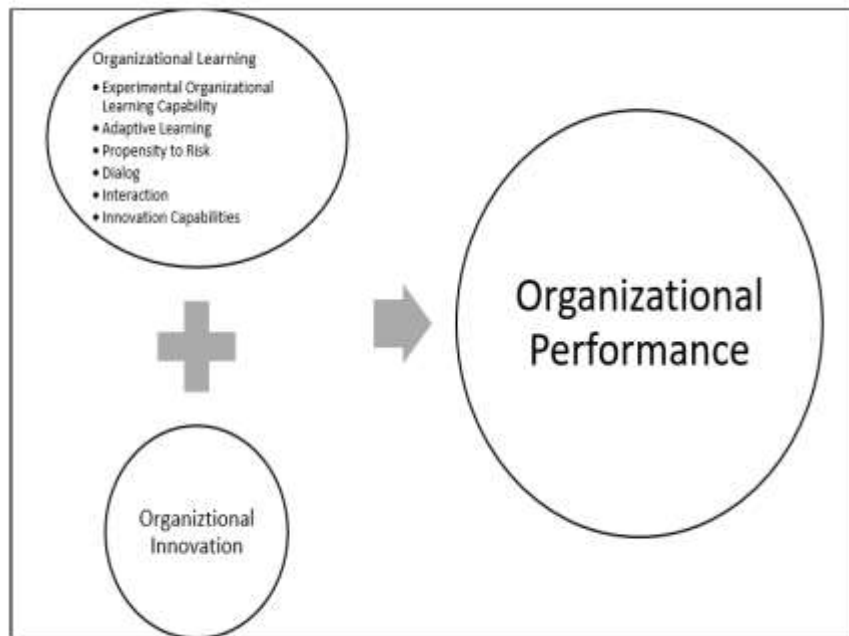 Organizational Learning
• Experimental Organizational
Learning Capability
• Adaptive Learning
• Propensity to Risk
• Dialog
• Interaction
• Innovation Capabilities
Organizational
Performance
Organiztional
Innovation